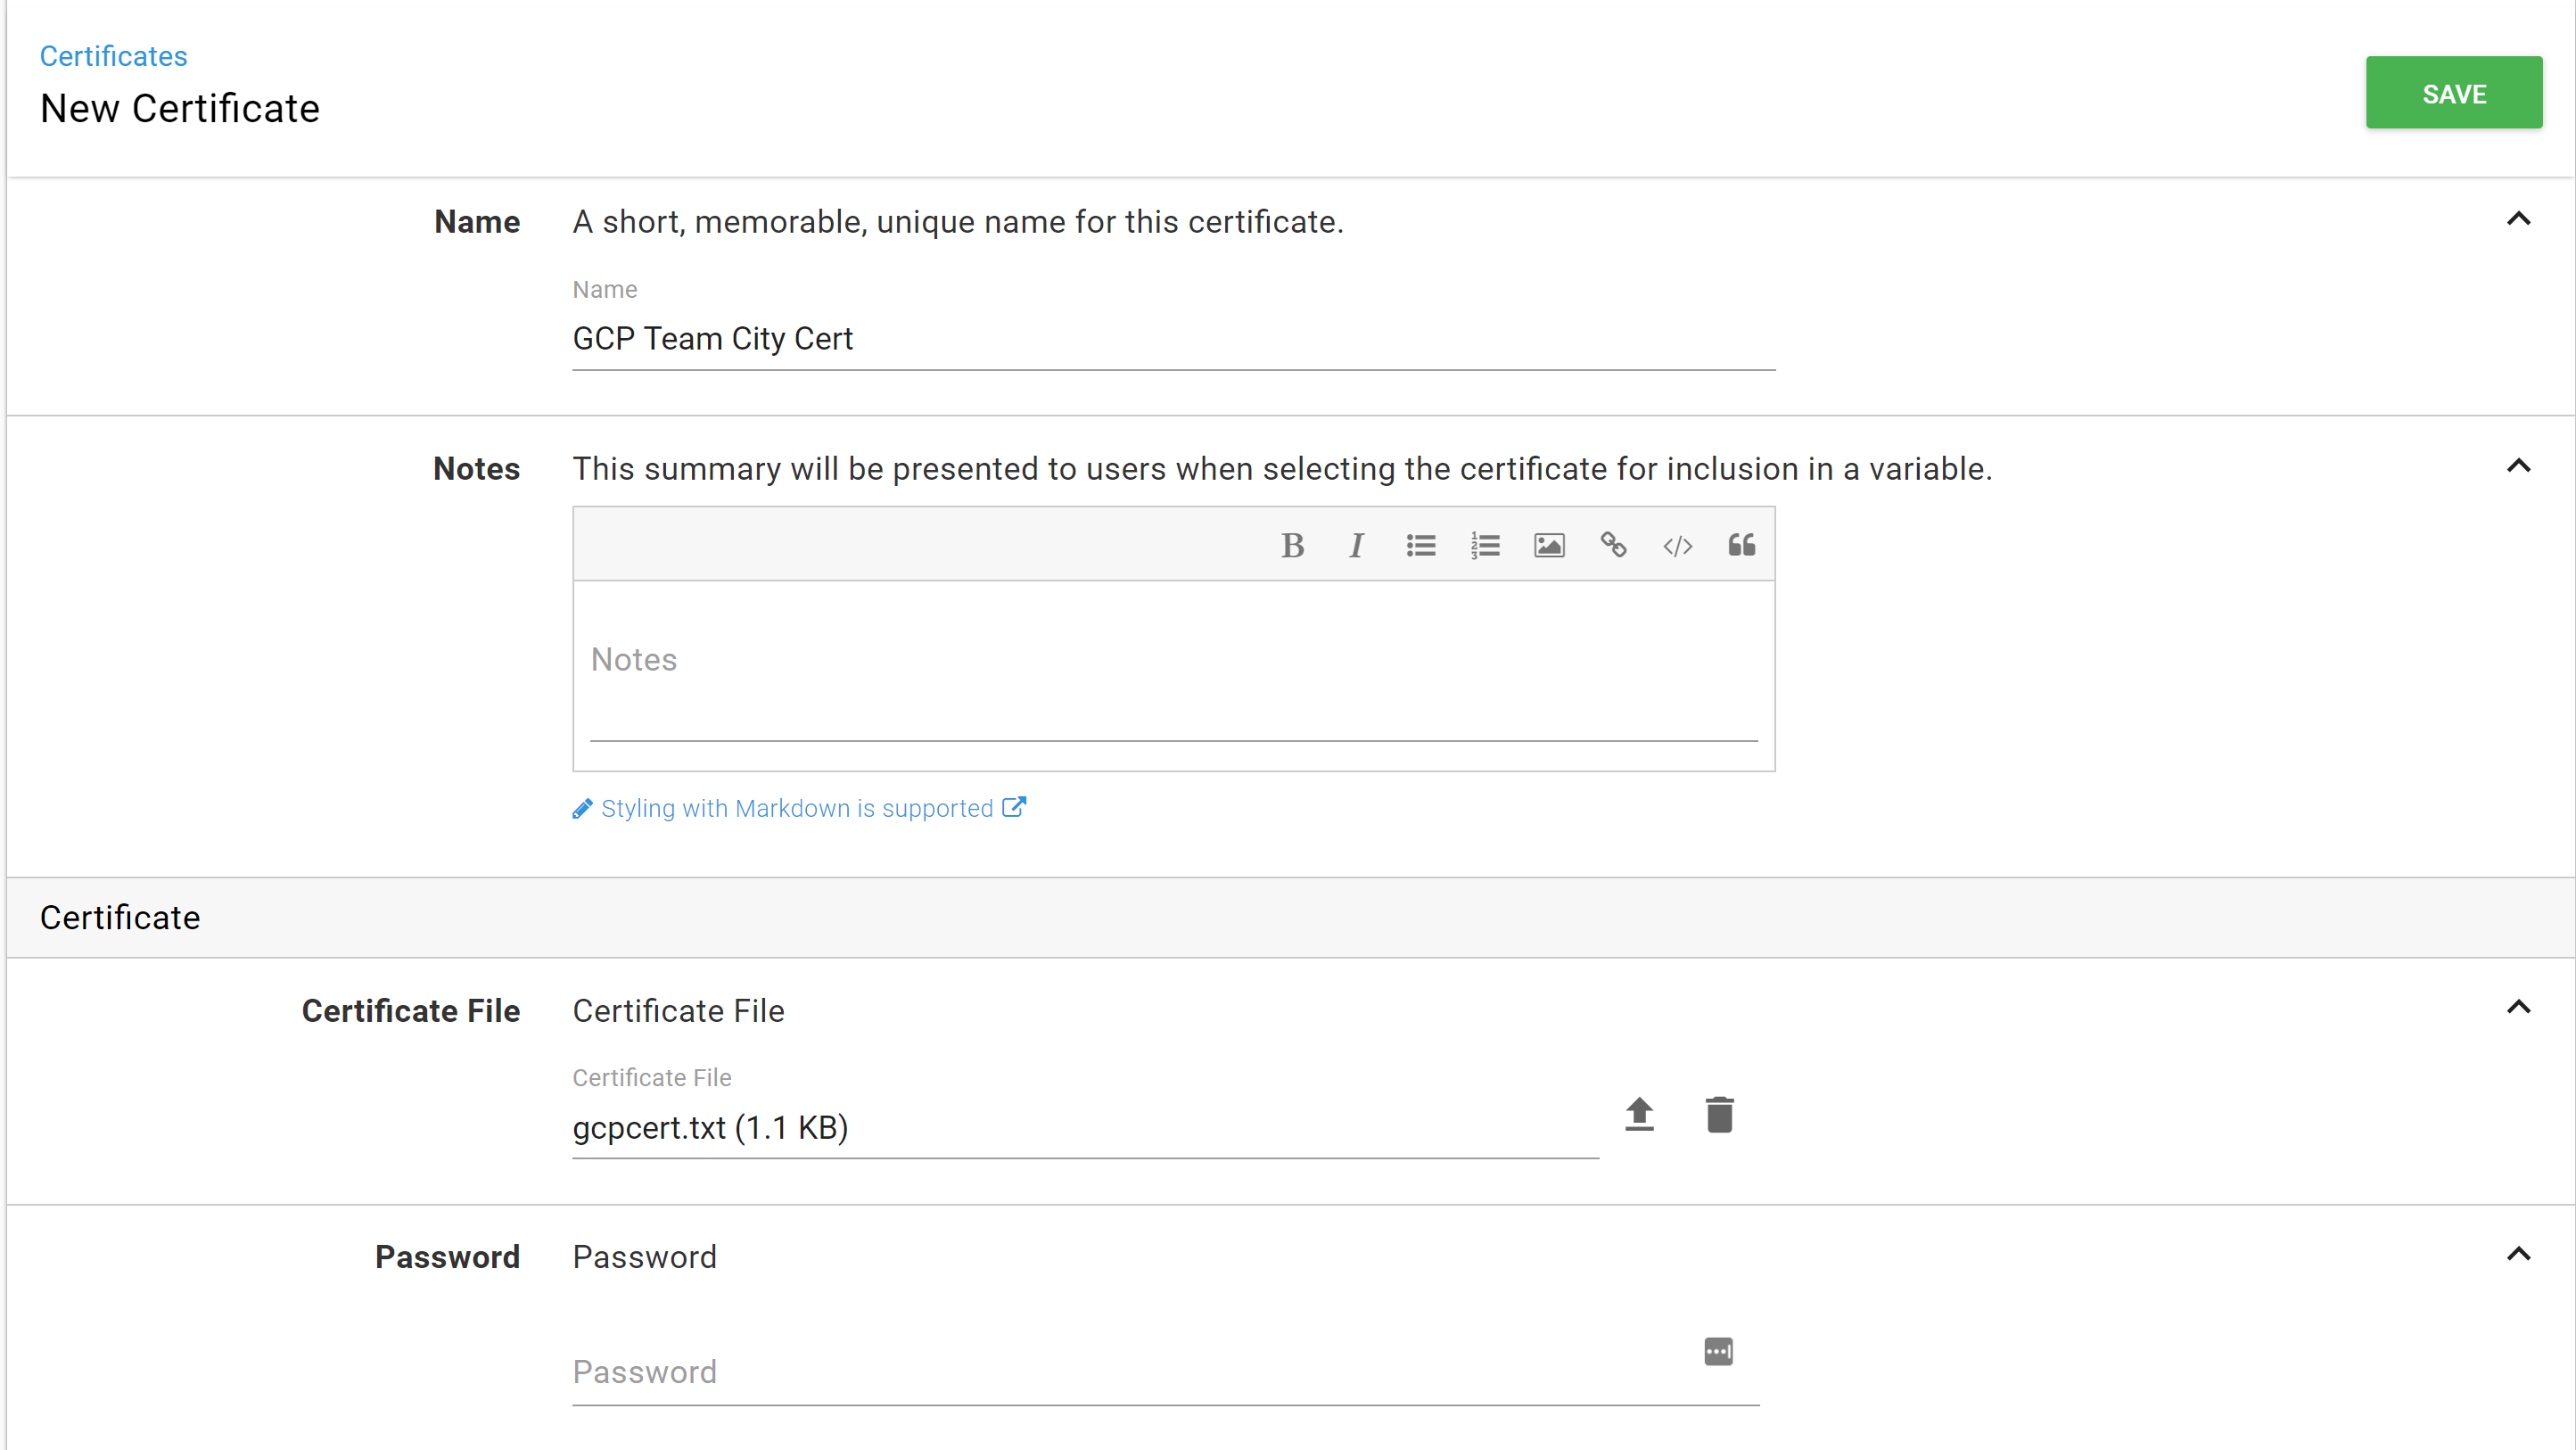 Certificates
New Certificate
SAVE
Name
A short, memorable, unique name for this certificate.
Name
GCP Team City Cert
Notes
This summary will be presented to users when selecting the certificate for inclusion in a variable.
B I </>
Notes
Styling with Markdown is supported
Certificate
Certificate File
Certificate File
Certificate File
gcpcert.txt (1.1 KB)
Password
Password
Password